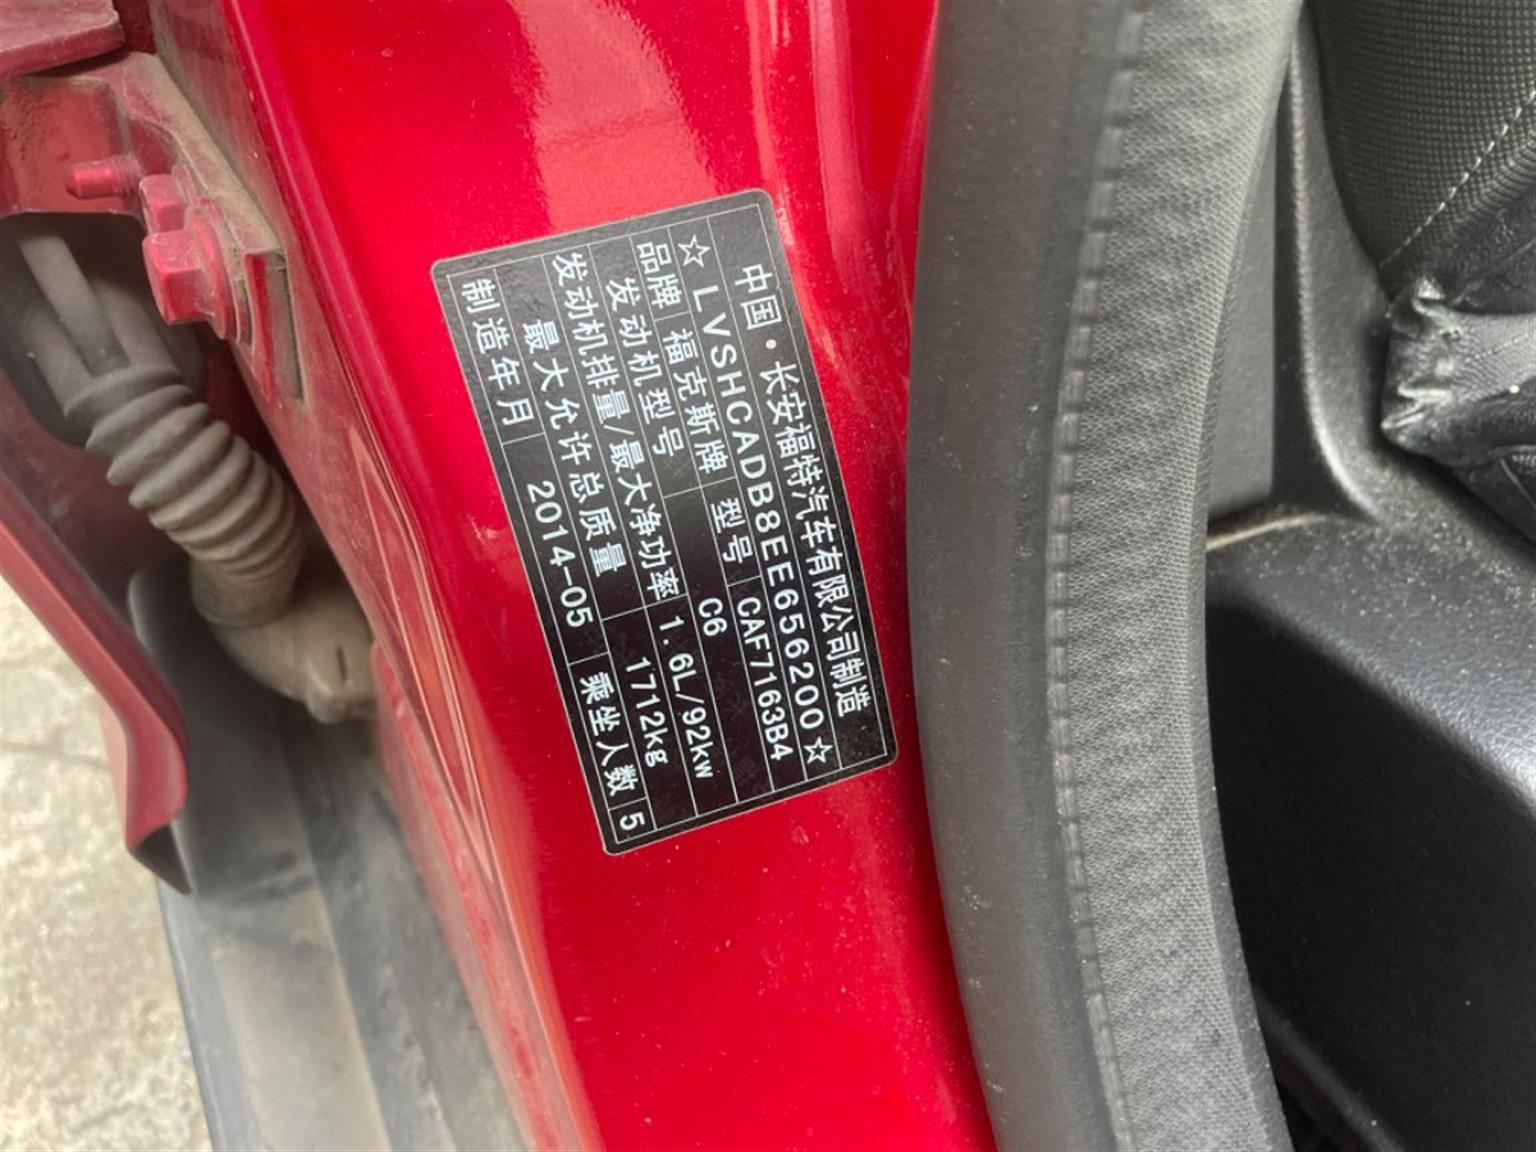 中国·长安福特汽车有限公司制造
☆LVSHCADB8EE656200☆
品牌 福克斯牌 型号 CAF7163B4
发动机型号 C6
发动机排量/最大净功率 1.6L/92kw
最大允许总质量 1712kg
制造年月 2014-05 乘坐人数 5